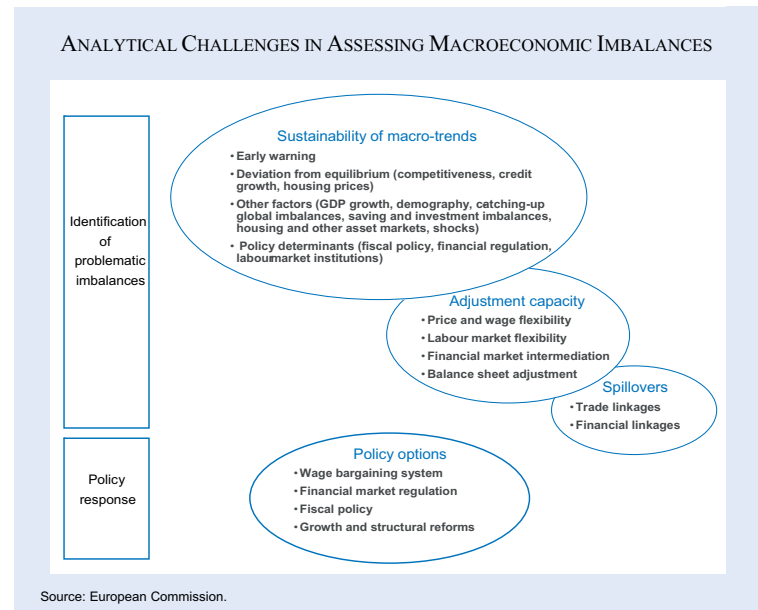 ANALYTICAL CHALLENGES IN ASSESSING MACROECONOMIC IMBALANCES
Identification
of
problematic
imbalances
Sustainability of macro-trends
• Early warning
• Deviation from equilibrium (competitiveness, credit
growth, housing prices)
• Other factors (GDP growth, demography, catching-up
global imbalances, saving and investment imbalances,
housing and other asset markets, shocks)
• Policy determinants (fiscal policy, financial regulation,
labourmarket institutions)
Adjustment capacity
• Price and wage flexibility
• Labour market flexibility
• Financial market intermediation
• Balance sheet adjustment
Spillovers
• Trade linkages
• Financial linkages
Policy
response
Policy options
• Wage bargaining system
• Financial market regulation
• Fiscal policy
• Growth and structural reforms
Source: European Commission.